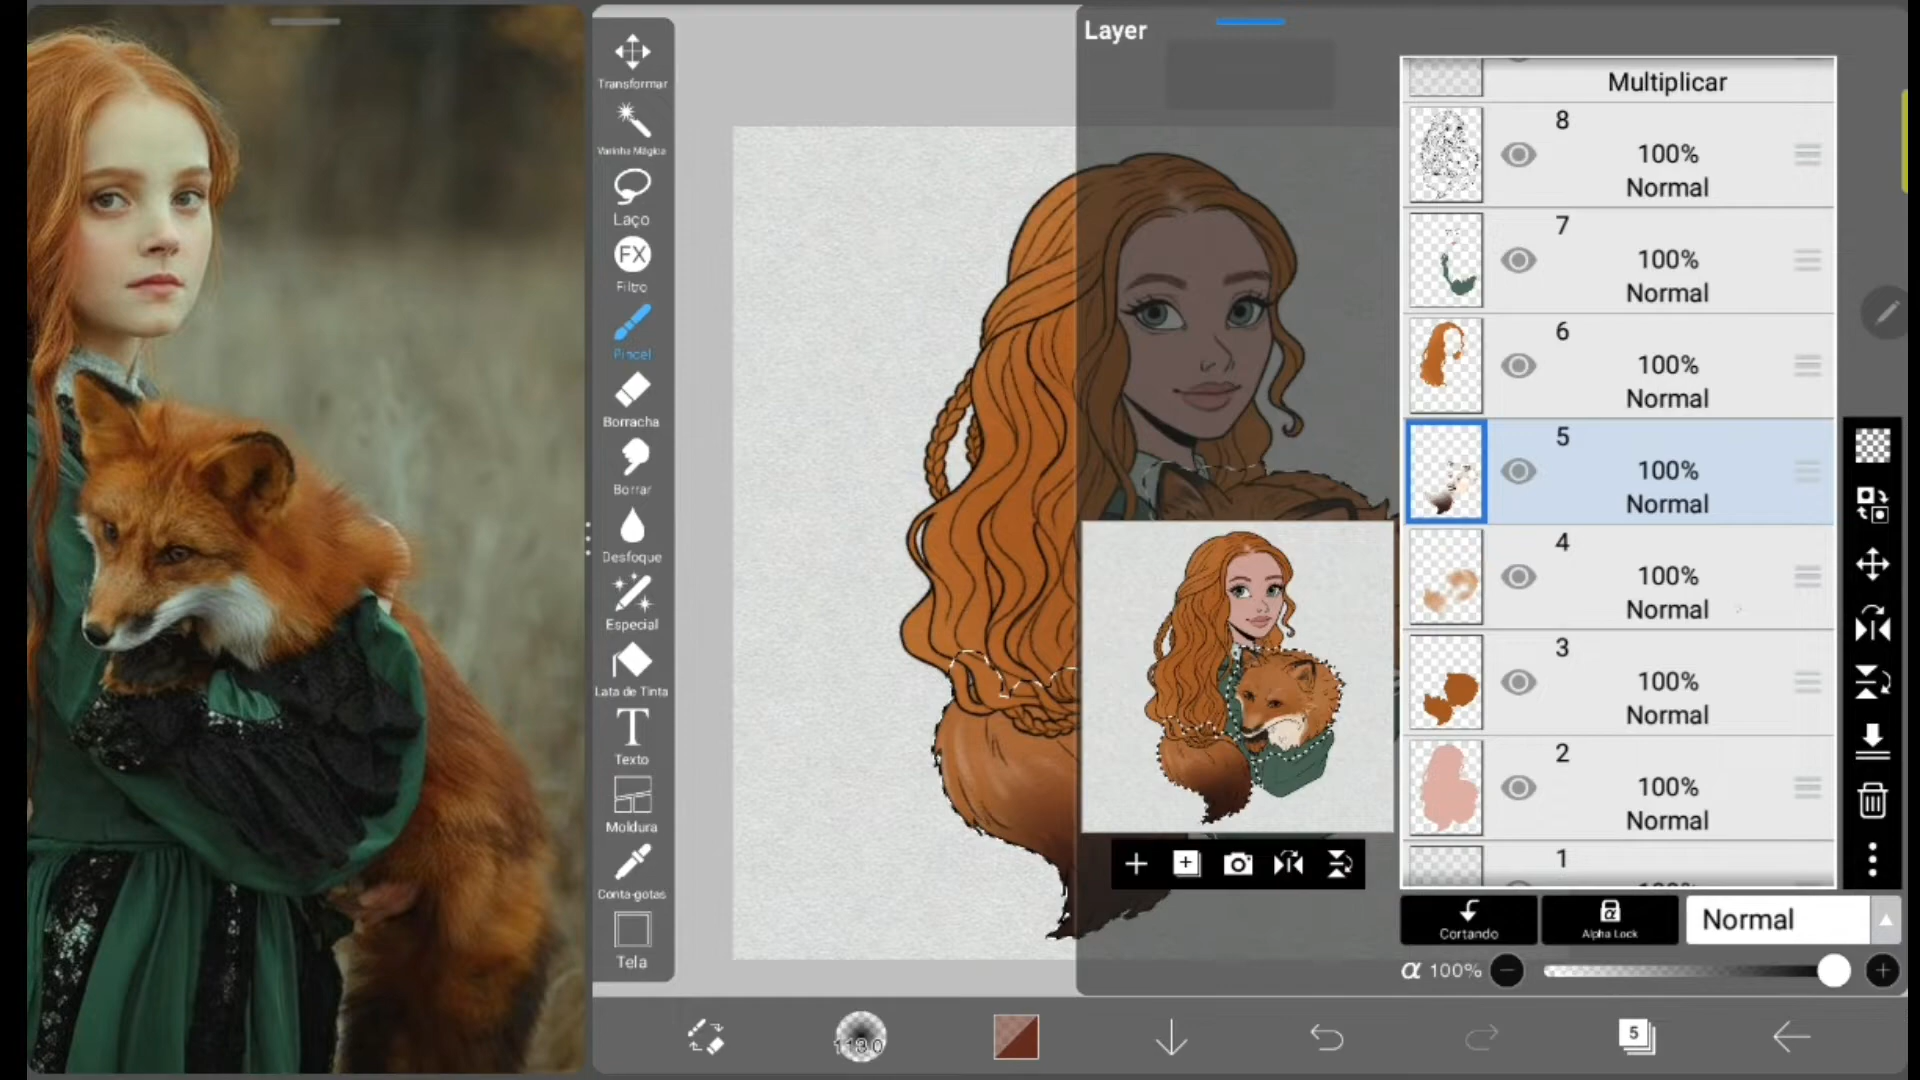 Layer
Transformar
Varinha Mágica
Laço
FX
Filtro
Pincel
Borracha
Borrar
Desfoque
Especial
Lata de Tinta
T
Texto
Moldura
Conta-gotas
Tela
Multiplicar
8
100%
Normal
7
100%
Normal
6
100%
Normal
5
100%
Normal
4
100%
Normal
3
100%
Normal
2
100%
Normal
1
Cortando
α
Alpha Lock
Normal
α 100%
5